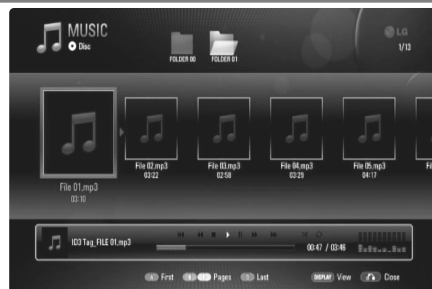 MUSIC
Disc
FOLDER 00
FOLDER 01
LG
1/13
File 01.mp3
03:10
File 02.mp3
03:22
File 03.mp3
02:58
File 04.mp3
03:29
File 05.mp3
04:17
ID3 Tag_FILE 01.mp3
00:47 / 03:46
First
Pages
Last
DISPLAY View
Close